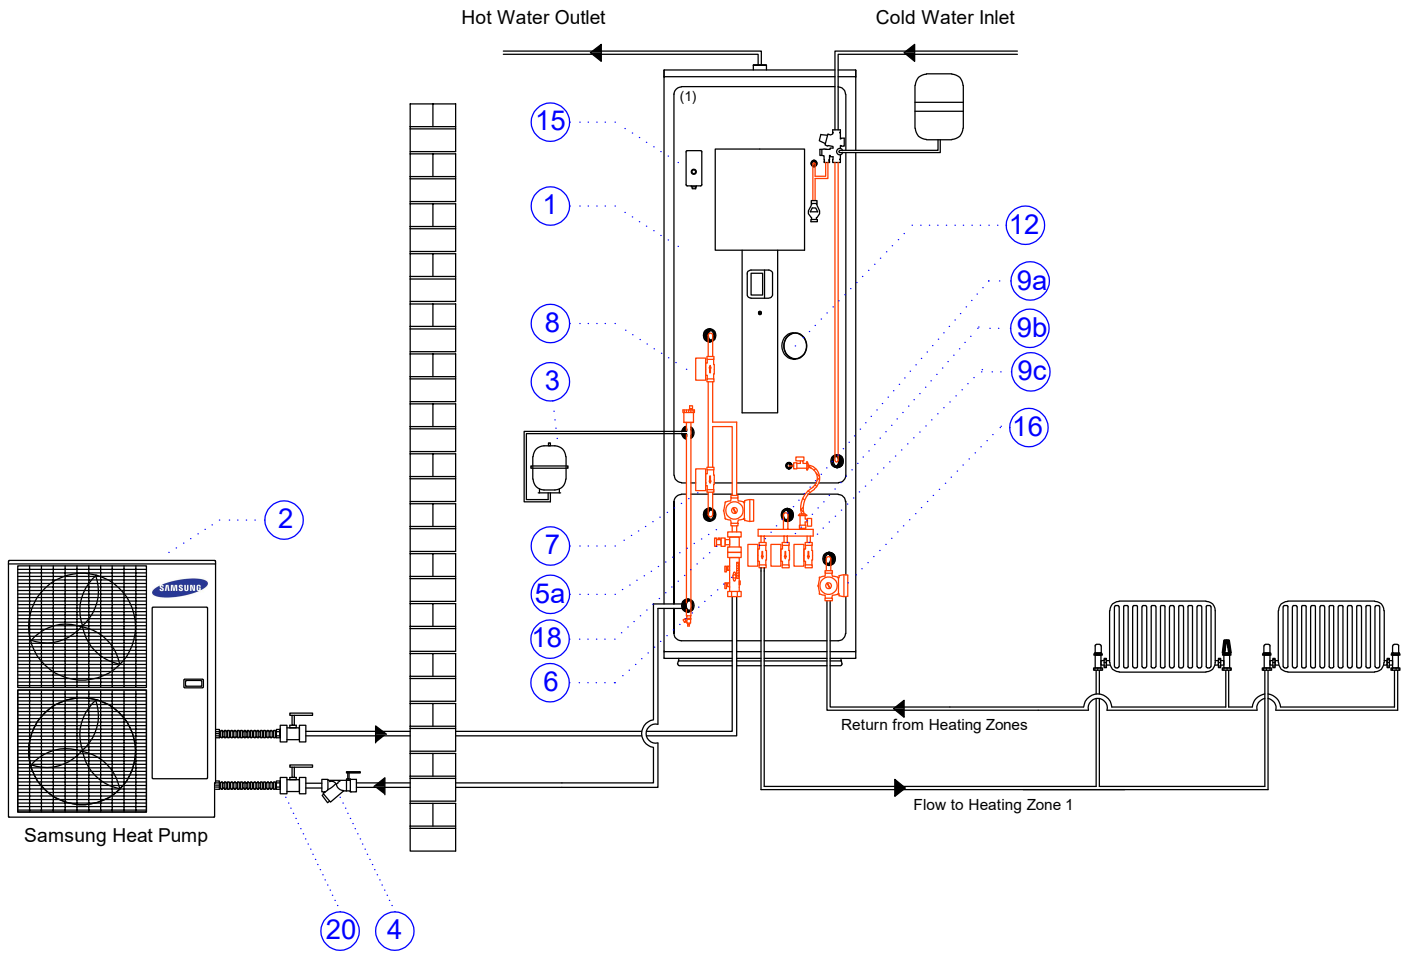 Hot Water Outlet
Cold Water Inlet
(1)
15
1
12
9a
9b
8
9c
3
16
2
7
5a
18
6
SAMSUNG
Return from Heating Zones
Flow to Heating Zone 1
Samsung Heat Pump
20
4